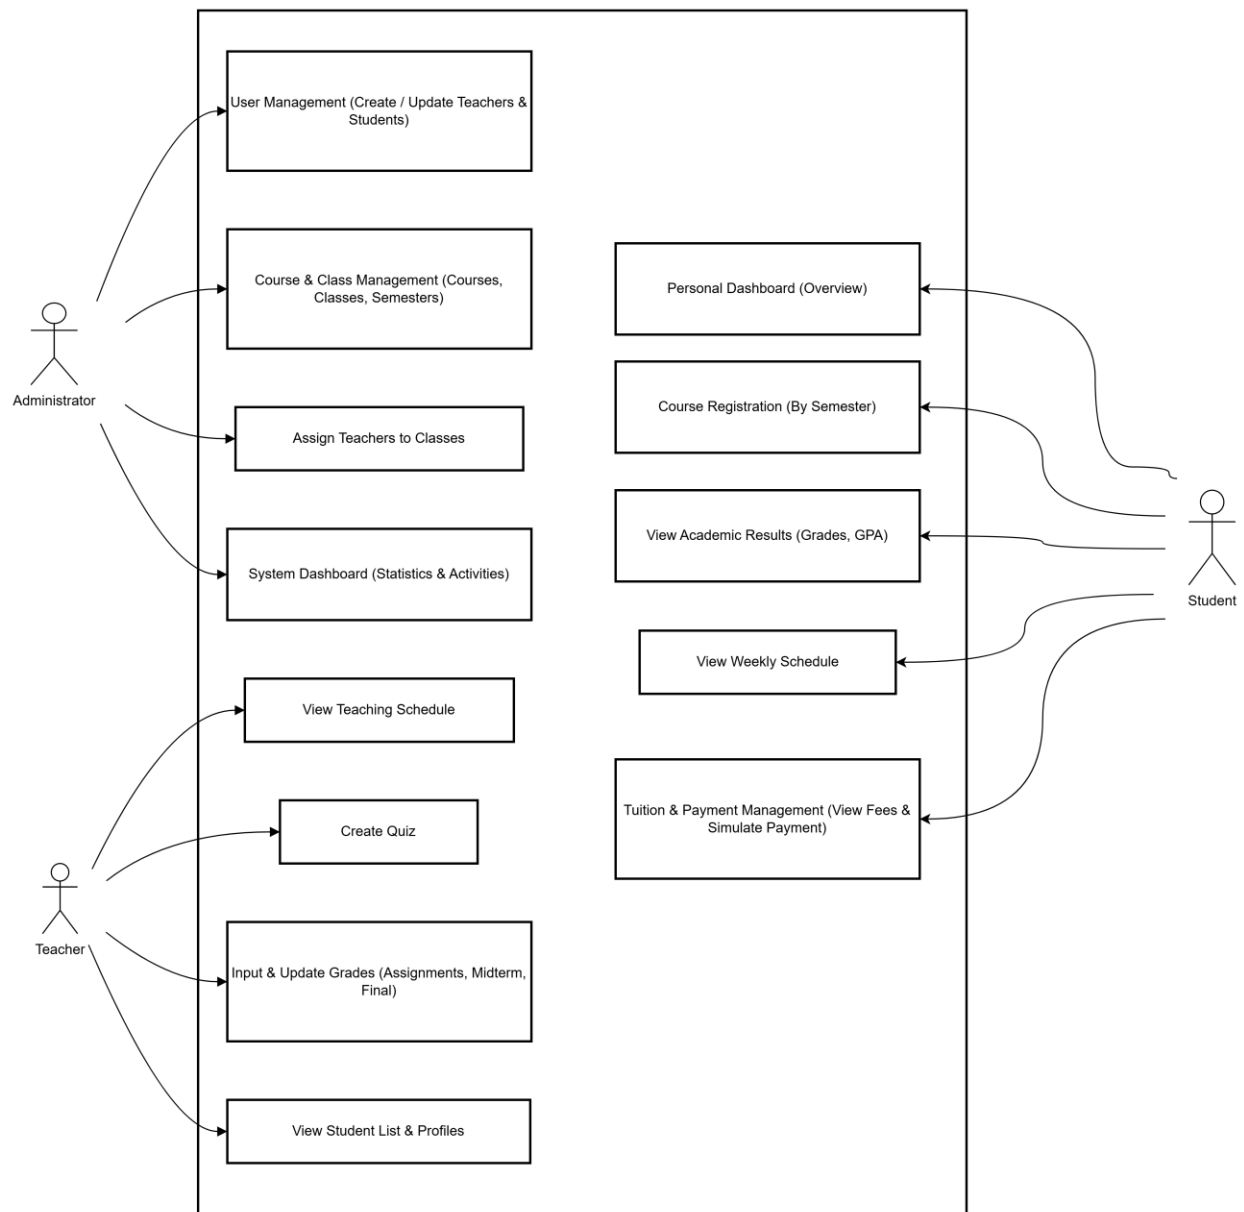 User Management (Create / Update Teachers &
Students)
Course & Class Management (Courses,
Classes, Semesters)
Administrator
Assign Teachers to Classes
System Dashboard (Statistics & Activities)
View Teaching Schedule
Create Quiz
Teacher
Input & Update Grades (Assignments, Midterm,
Final)
View Student List & Profiles
Personal Dashboard (Overview)
Course Registration (By Semester)
View Academic Results (Grades, GPA)
Student
View Weekly Schedule
Tuition & Payment Management (View Fees &
Simulate Payment)